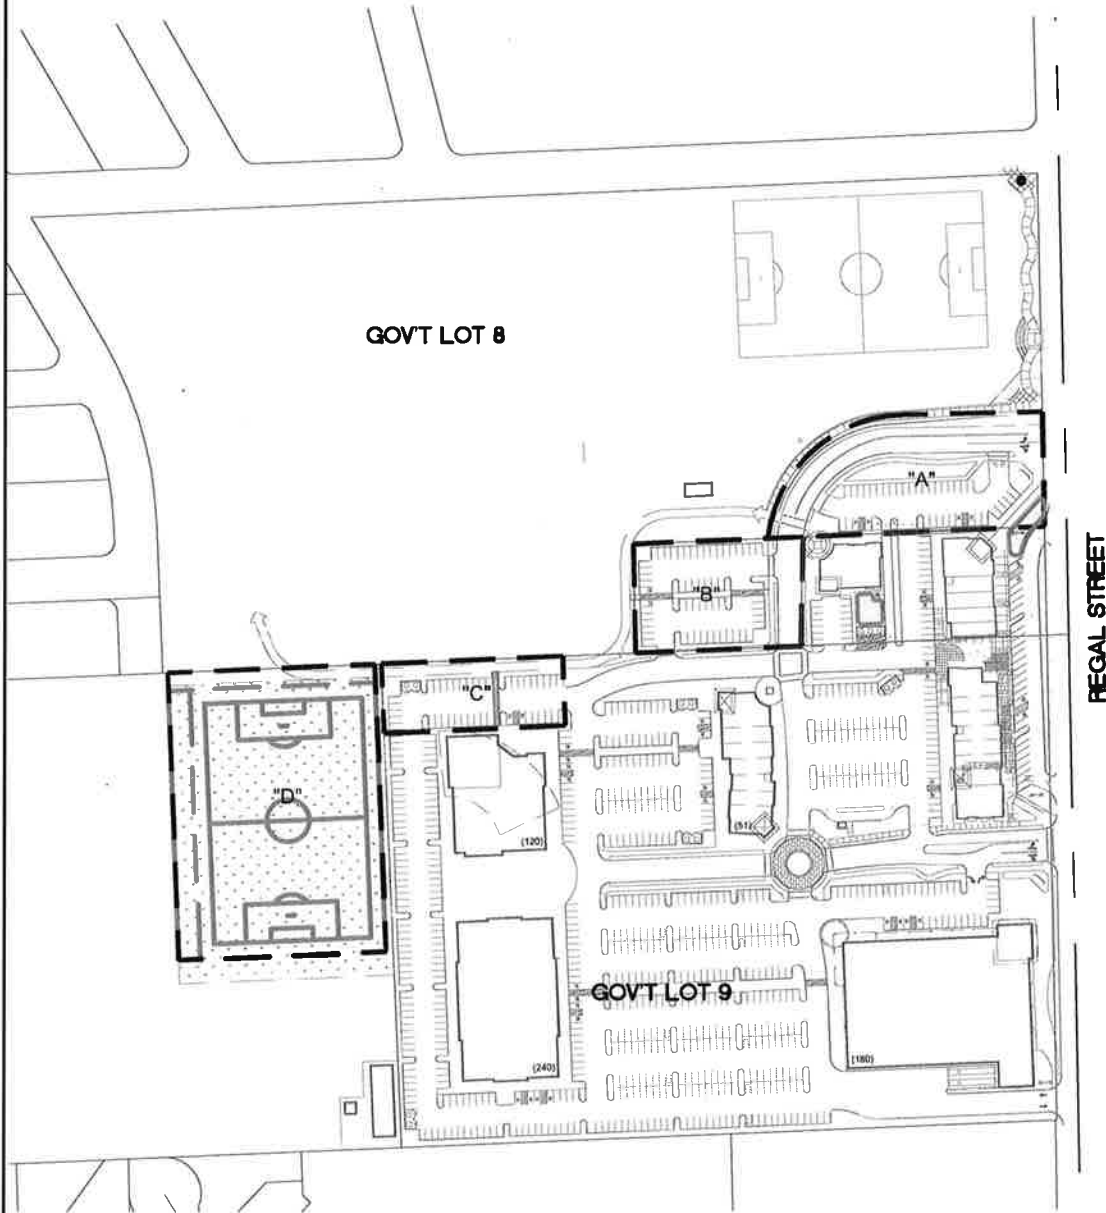 GOV'T LOT 8
"A"
"B"
REGAL STREET
"C"
"D"
(51)
(120)
GOV'T LOT 9
(180)
(240)